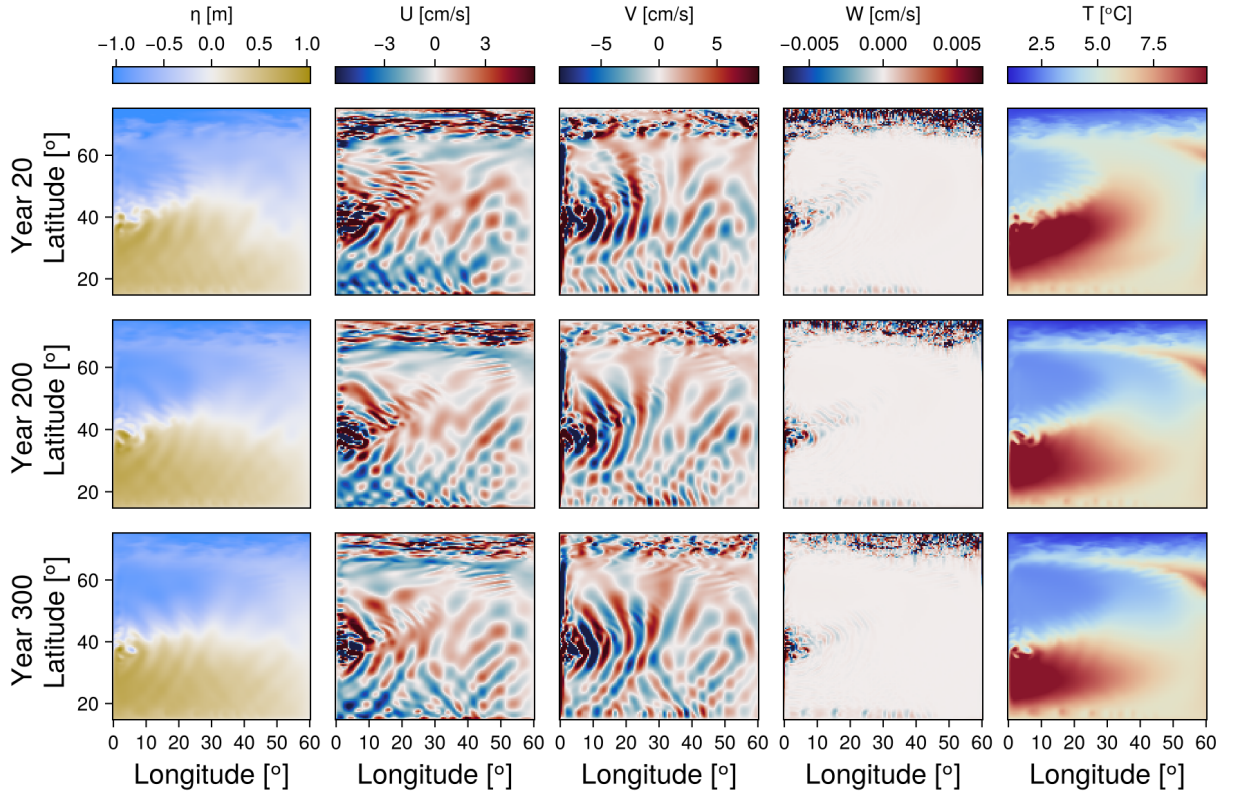 η [m] U [cm/s] V [cm/s] W [cm/s] T [°C]
−1.0 −0.5 0.0 0.5 1.0 −3 0 3 −5 0 5 −0.005 0.000 0.005 2.5 5.0 7.5
Year 20
Latitude [°]
60
40
20
Year 200
Latitude [°]
60
40
20
Year 300
Latitude [°]
60
40
20
0 10 20 30 40 50 60 0 10 20 30 40 50 60 0 10 20 30 40 50 60 0 10 20 30 40 50 60 0 10 20 30 40 50 60
Longitude [°] Longitude [°] Longitude [°] Longitude [°] Longitude [°]